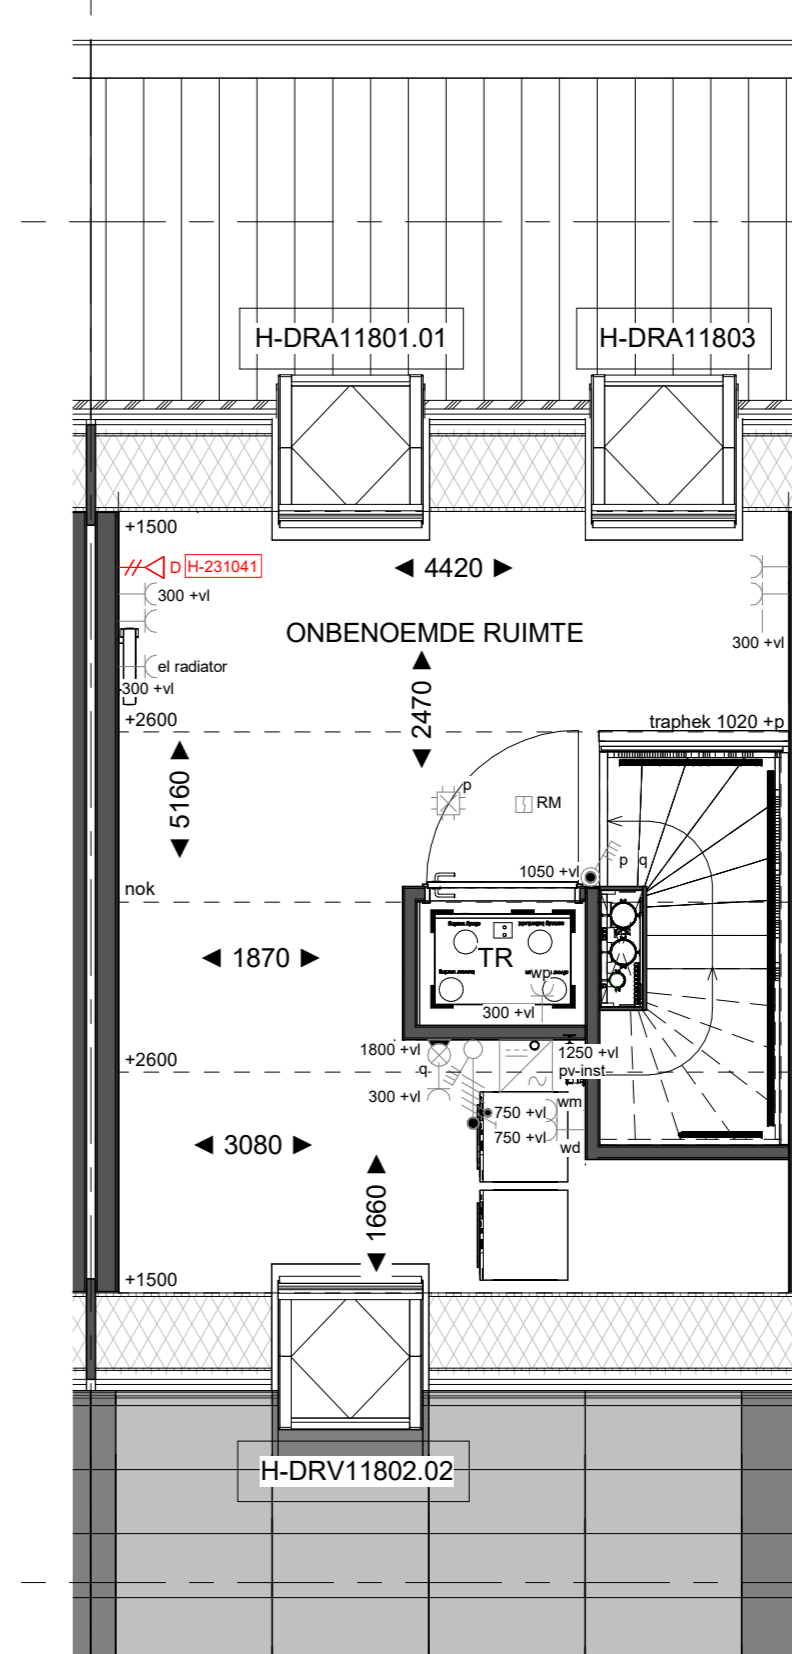 H-DRA11801.01
H-DRA11803
+1500
D H-231041
4420
300 +vl
ONBENOEMDE RUIMTE
300 +vl
el radiator
300 +vl
2470
+2600
traphek 1020 +p
5160
p
RM
p q
1050 +vl
nok
1870
TR
wp
300 +vl
1800 +vl
1250 +vl
+2600
q
pv-inst
300 +vl
wm
750 +vl
750 +vl
wd
3080
1660
+1500
H-DRV11802.02